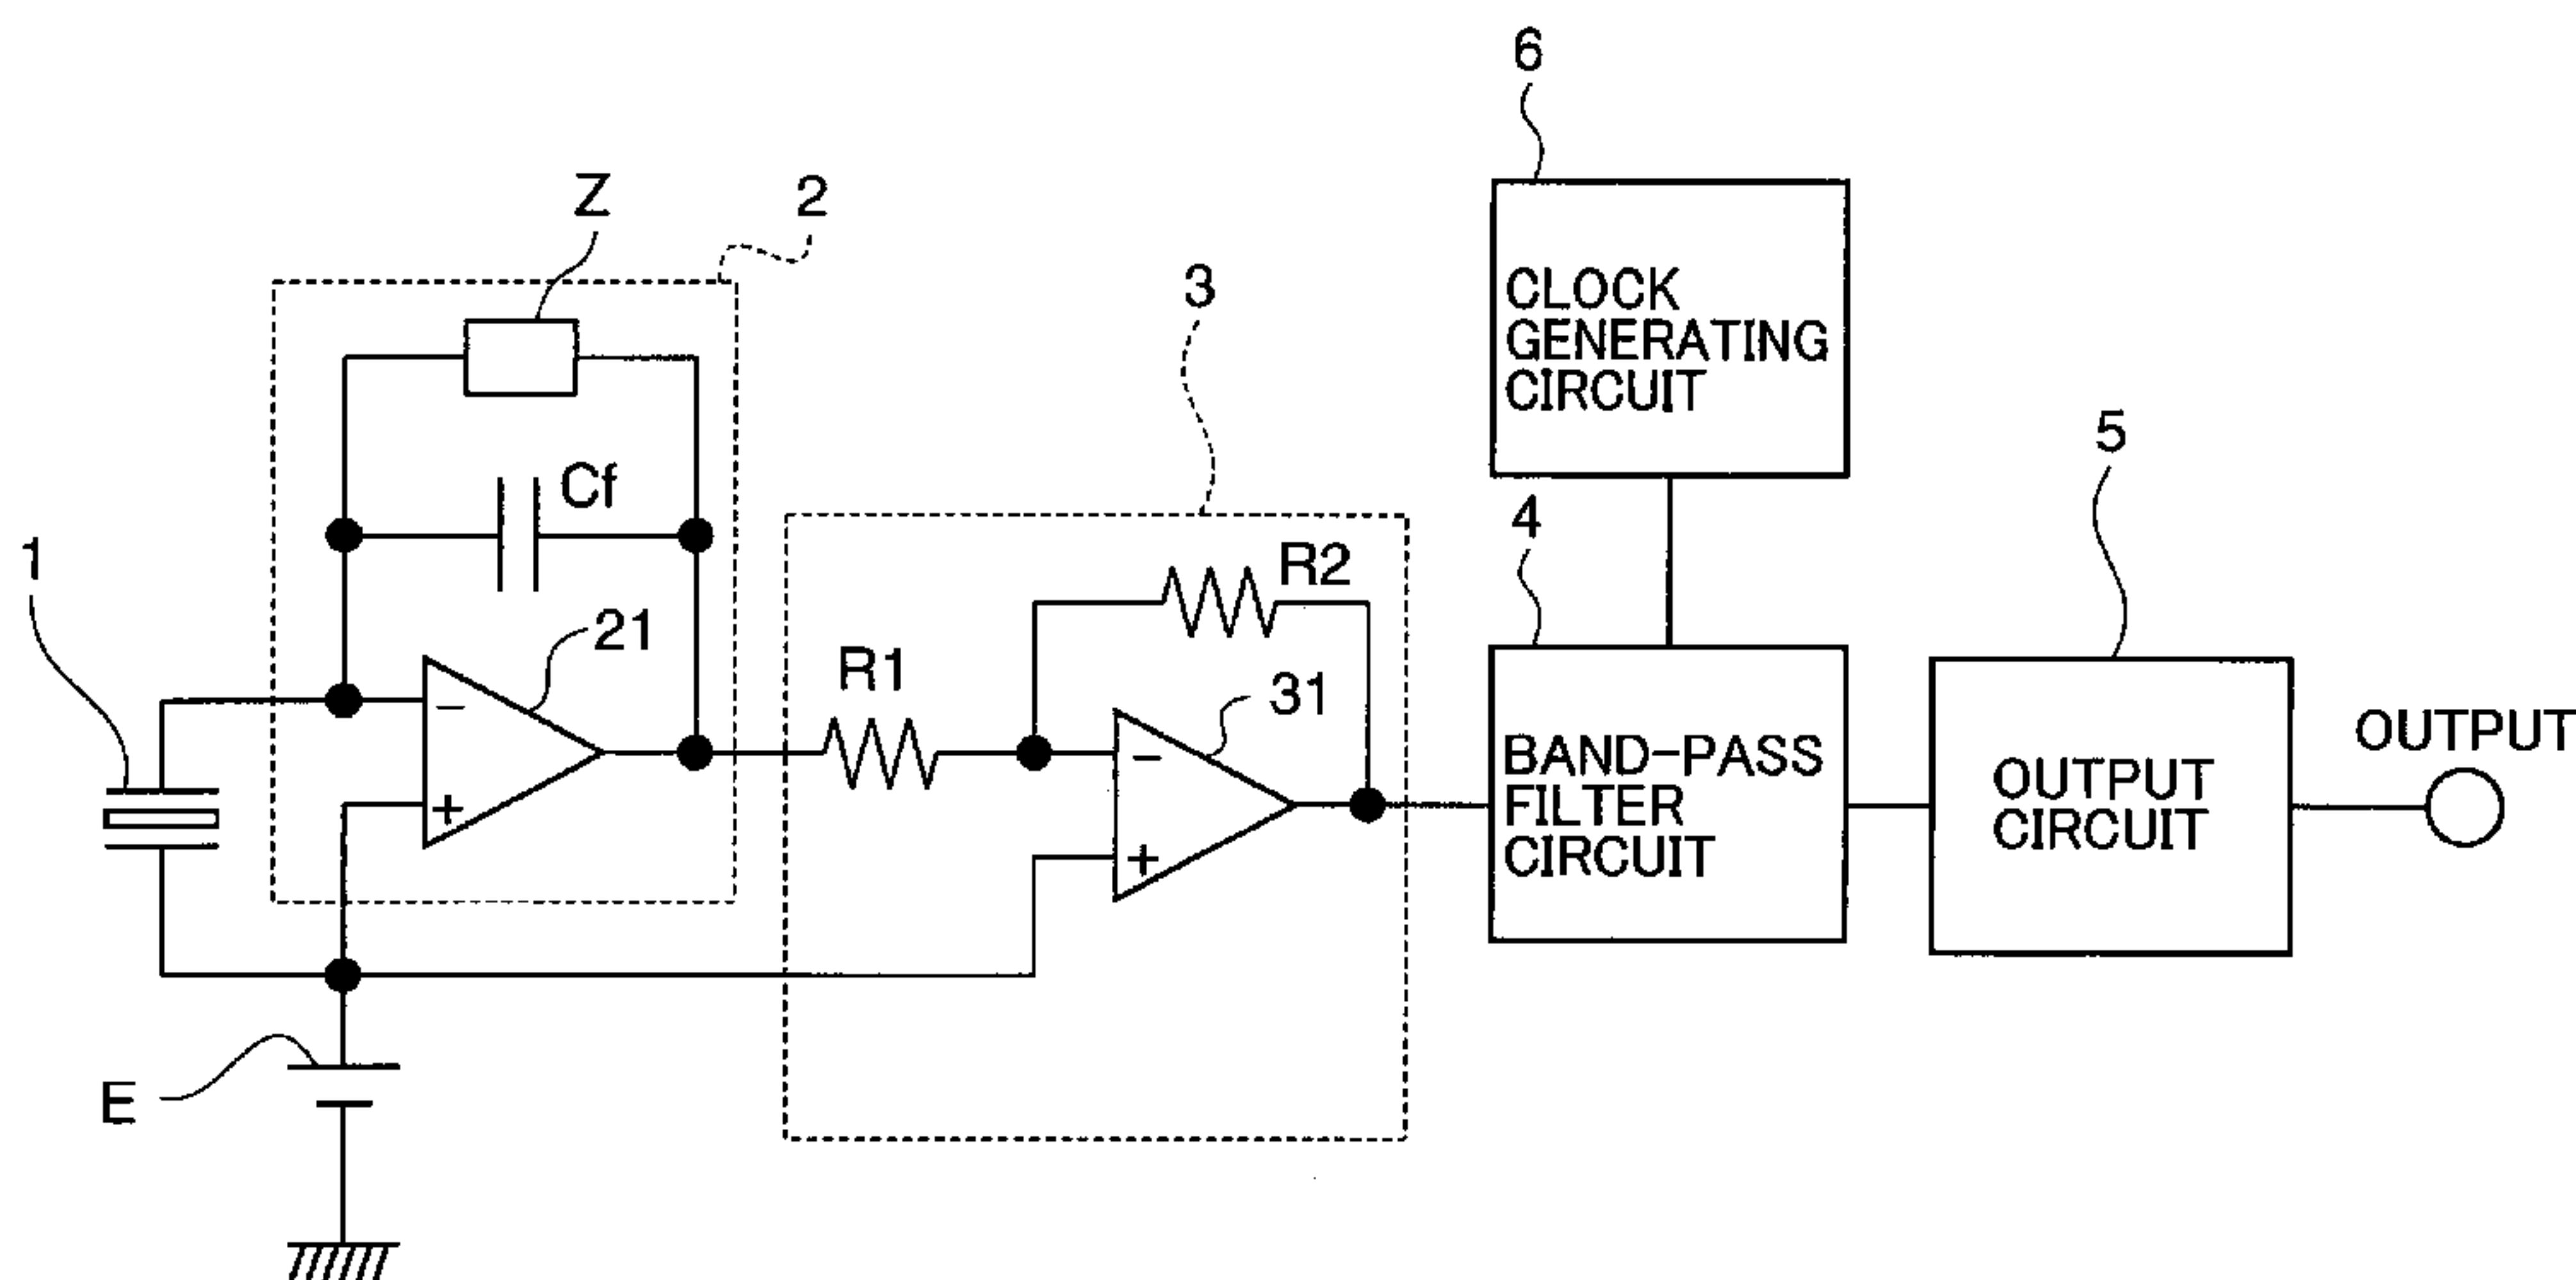 6
Z
2
3
CLOCK
GENERATING
CIRCUIT
5
Cf
4
1
R2
21
R1
31
BAND-PASS
FILTER
CIRCUIT
OUTPUT
CIRCUIT
OUTPUT
−
+
−
+
E